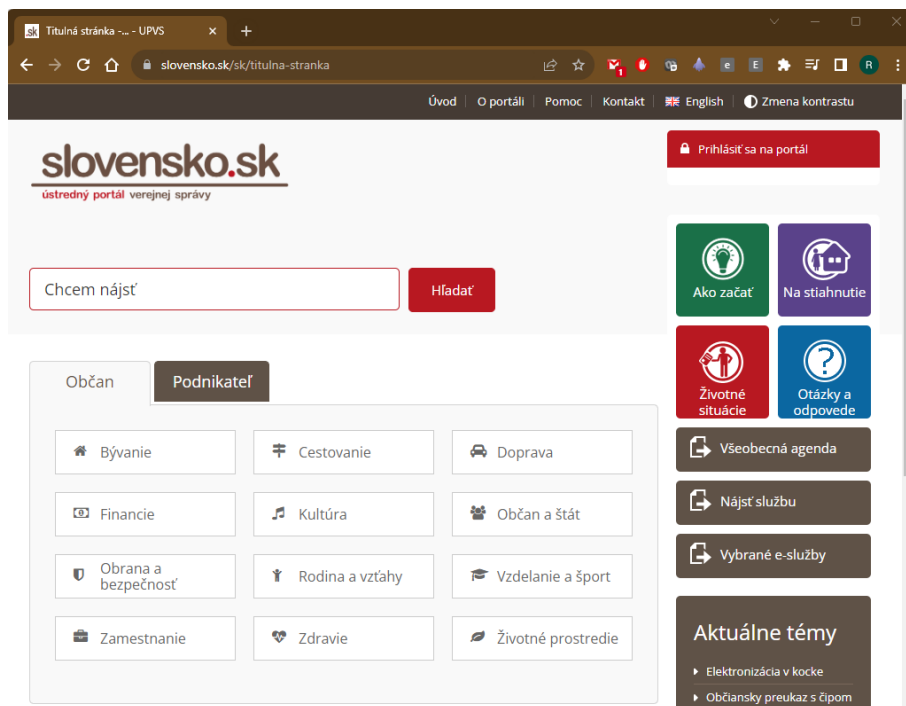 .sk Titulná stránka -... - UPVS
slovensko.sk/sk/titulna-stranka
1
e
E
R
Úvod
O portáli
Pomoc
Kontakt
English
Zmena kontrastu
slovensko.sk
ústredný portál verejnej správy
Prihlásiť sa na portál
Chcem nájsť
Hľadať
Ako začať
Na stiahnutie
Životné
situácie
Otázky a
odpovede
Občan
Podnikateľ
Bývanie
Cestovanie
Doprava
Financie
Kultúra
Občan a štát
Obrana a
bezpečnosť
Rodina a vzťahy
Vzdelanie a šport
Zamestnanie
Zdravie
Životné prostredie
Všeobecná agenda
Nájsť službu
Vybrané e-služby
Aktuálne témy
Elektronizácia v kocke
Občiansky preukaz s čipom